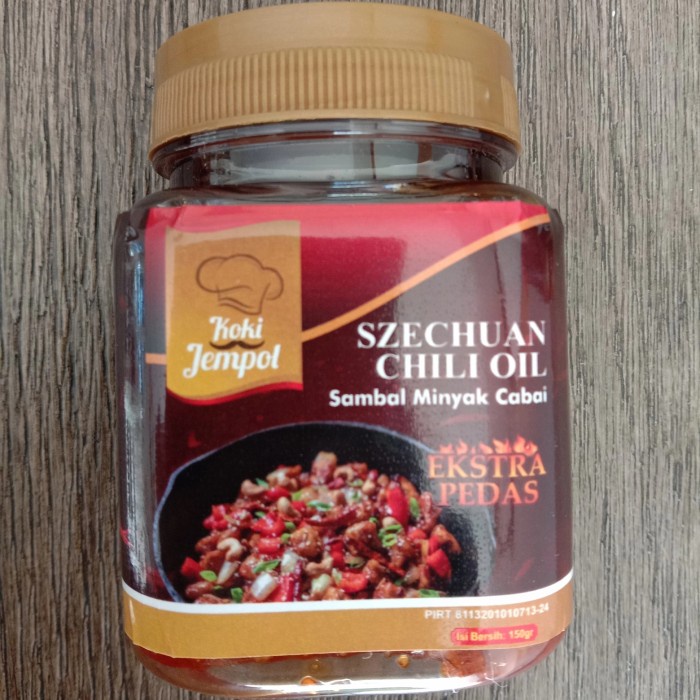 Koki
Jempol
SZECHUAN
CHILI OIL
Sambal Minyak Cabai
EKSTRA
PEDAS
PIRT 8113201010713-24
Isi Bersih: 150gr